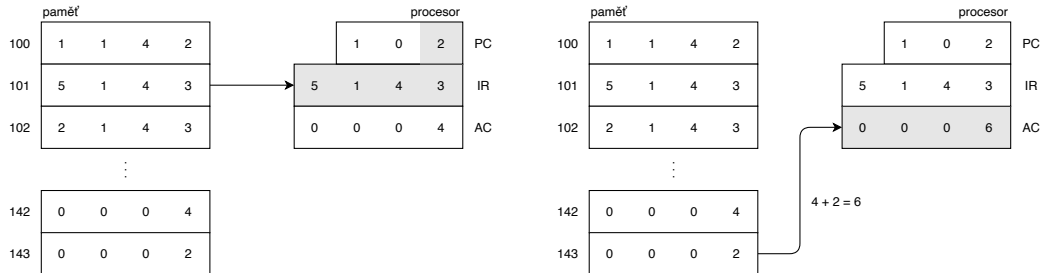 paměť procesor
100 1 1 4 2 1 0 2 PC
101 5 1 4 3 5 1 4 3 IR
102 2 1 4 3 0 0 0 4 AC
142 0 0 0 4
143 0 0 0 2
paměť procesor
100 1 1 4 2 1 0 2 PC
101 5 1 4 3 5 1 4 3 IR
102 2 1 4 3 0 0 0 6 AC
4 + 2 = 6
142 0 0 0 4
143 0 0 0 2